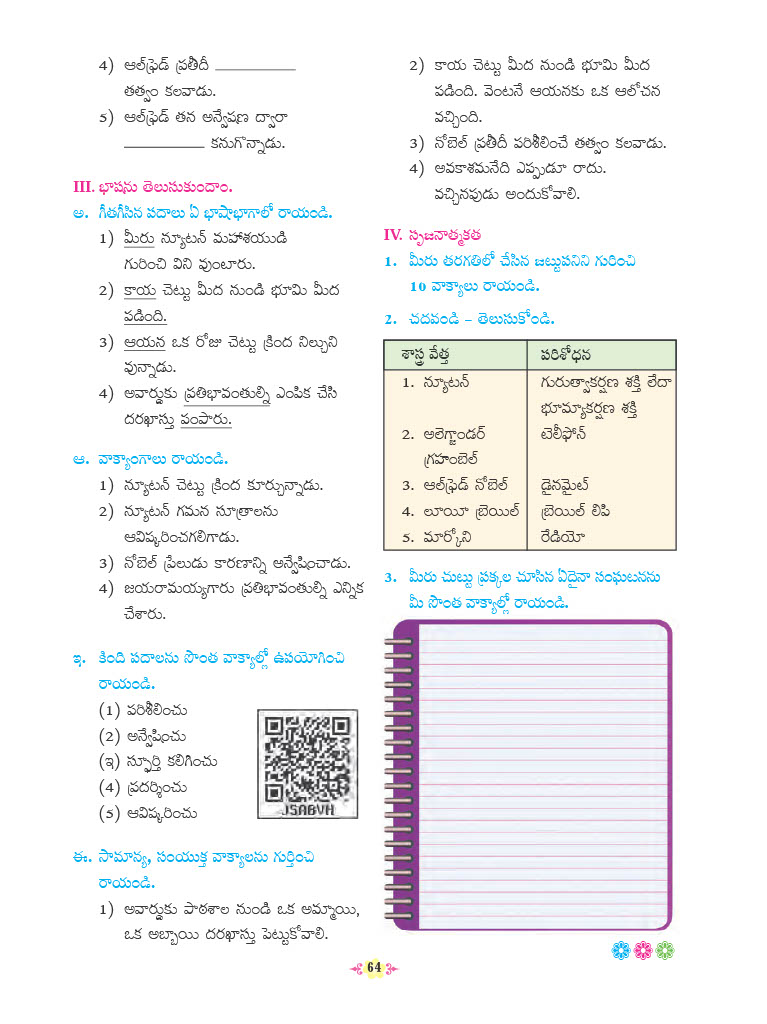 4) ఆల్‌ఫ్రెడ్ ప్రతీదీ ____________
తత్వం కలవాడు.
5) ఆల్‌ఫ్రెడ్ తన అన్వేషణ ద్వారా
____________ కనుగొన్నాడు.
III. భాషను తెలుసుకుందాం.
అ. గీతగీసిన పదాలు ఏ భాషాభాగాలో రాయండి.
1) మీరు న్యూటన్ మహాశయుడి
గురించి విని వుంటారు.
2) కాయ చెట్టు మీద నుండి భూమి మీద
పడింది.
3) ఆయన ఒక రోజు చెట్టు క్రింద నిల్చుని
వున్నాడు.
4) అవార్డుకు ప్రతిభావంతుల్ని ఎంపిక చేసి
దరఖాస్తు పంపారు.
ఆ. వాక్యాంగాలు రాయండి.
1) న్యూటన్ చెట్టు క్రింద కూర్చున్నాడు.
2) న్యూటన్ గమన సూత్రాలను
ఆవిష్కరించగలిగాడు.
3) నోబెల్ ప్రేలుడు కారణాన్ని అన్వేషించాడు.
4) జయరామయ్యగారు ప్రతిభావంతుల్ని ఎన్నిక
చేశారు.
ఇ. కింది పదాలను సొంత వాక్యాల్లో ఉపయోగించి
రాయండి.
(1) పరిశీలించు
(2) అన్వేషించు
(ఇ) స్ఫూర్తి కలిగించు
(4) ప్రదర్శించు
(5) ఆవిష్కరించు
J5A8VH
ఈ. సామాన్య, సంయుక్త వాక్యాలను గుర్తించి
రాయండి.
1) అవార్డుకు పాఠశాల నుండి ఒక అమ్మాయి,
ఒక అబ్బాయి దరఖాస్తు పెట్టుకోవాలి.
2) కాయ చెట్టు మీద నుండి భూమి మీద
పడింది. వెంటనే ఆయనకు ఒక ఆలోచన
వచ్చింది.
3) నోబెల్ ప్రతీదీ పరిశీలించే తత్వం కలవాడు.
4) అవకాశమనేది ఎప్పుడూ రాదు.
వచ్చినపుడు అందుకోవాలి.
IV. సృజనాత్మకత
1. మీరు తరగతిలో చేసిన జట్టుపనిని గురించి
10 వాక్యాలు రాయండి.
2. చదవండి – తెలుసుకోండి.
శాస్త్ర వేత్త పరిశోధన
1. న్యూటన్ గురుత్వాకర్షణ శక్తి లేదా
భూమ్యాకర్షణ శక్తి
2. అలెగ్జాండర్ టెలీఫోన్
గ్రహంబెల్
3. ఆల్‌ఫ్రెడ్ నోబెల్ డైనమైట్
4. లూయీ బ్రెయిల్ బ్రెయిల్ లిపి
5. మార్కోని రేడియో
3. మీరు చుట్టు ప్రక్కల చూసిన ఏదైనా సంఘటనను
మీ సొంత వాక్యాల్లో రాయండి.
64